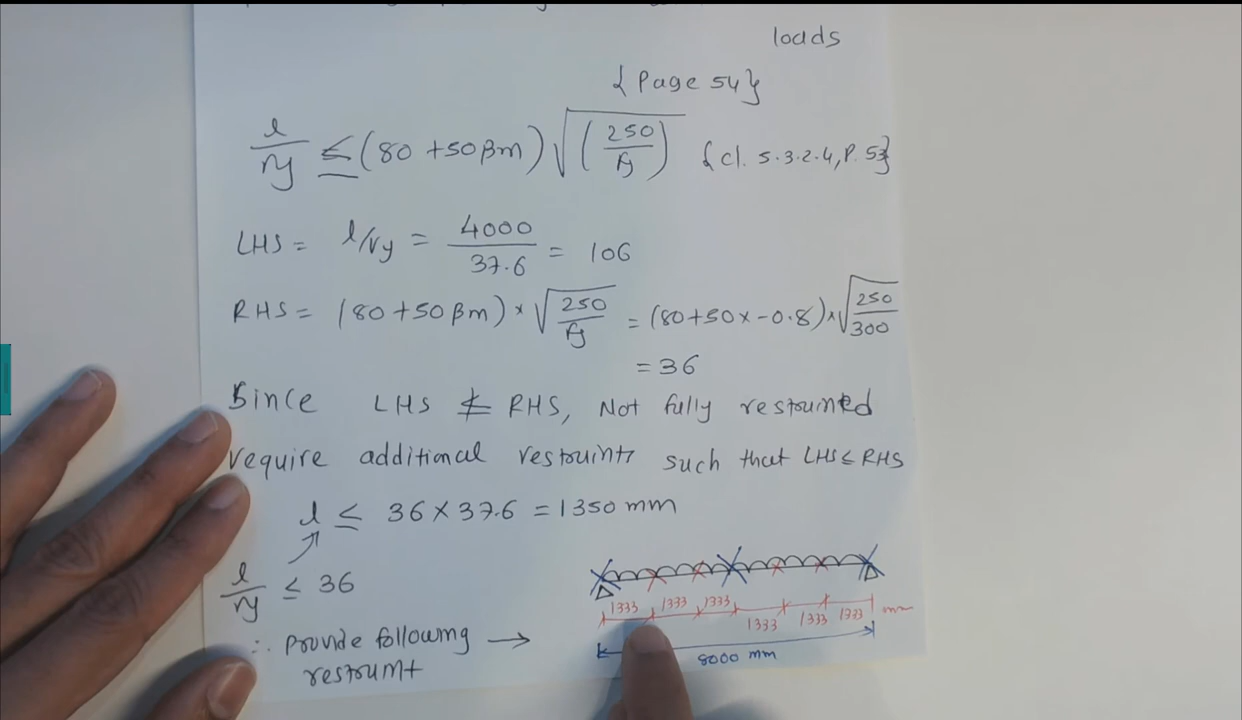 loads
{Page 54}
l/ry ≤ (80 + 50βm) √(250/fy) {cl. 5.3.2.4, P. 53}
LHS = l/ry = 4000/37.6 = 106
RHS = (80 + 50βm) × √250/fy = (80 + 50 × -0.8) × √250/300
= 36
Since LHS ≰ RHS, Not fully restrained
require additional restraints such that LHS ≤ RHS
l ≤ 36 × 37.6 = 1350 mm
l/ry ≤ 36
1333 1333 1333 1333 1333 1333 mm
∴ provide following →
restraint
8000 mm